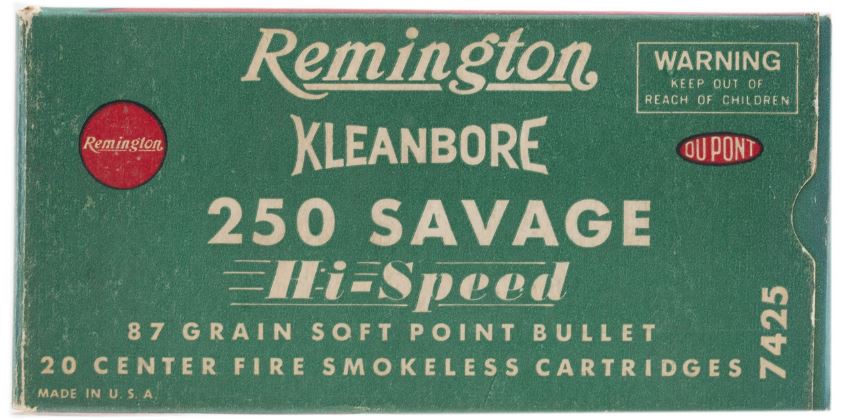 Remington
WARNING
KEEP OUT OF
REACH OF CHILDREN
Remington
KLEANBORE
DU PONT
250 SAVAGE
Hi-Speed
87 GRAIN SOFT POINT BULLET
20 CENTER FIRE SMOKELESS CARTRIDGES
7425
MADE IN U.S.A.